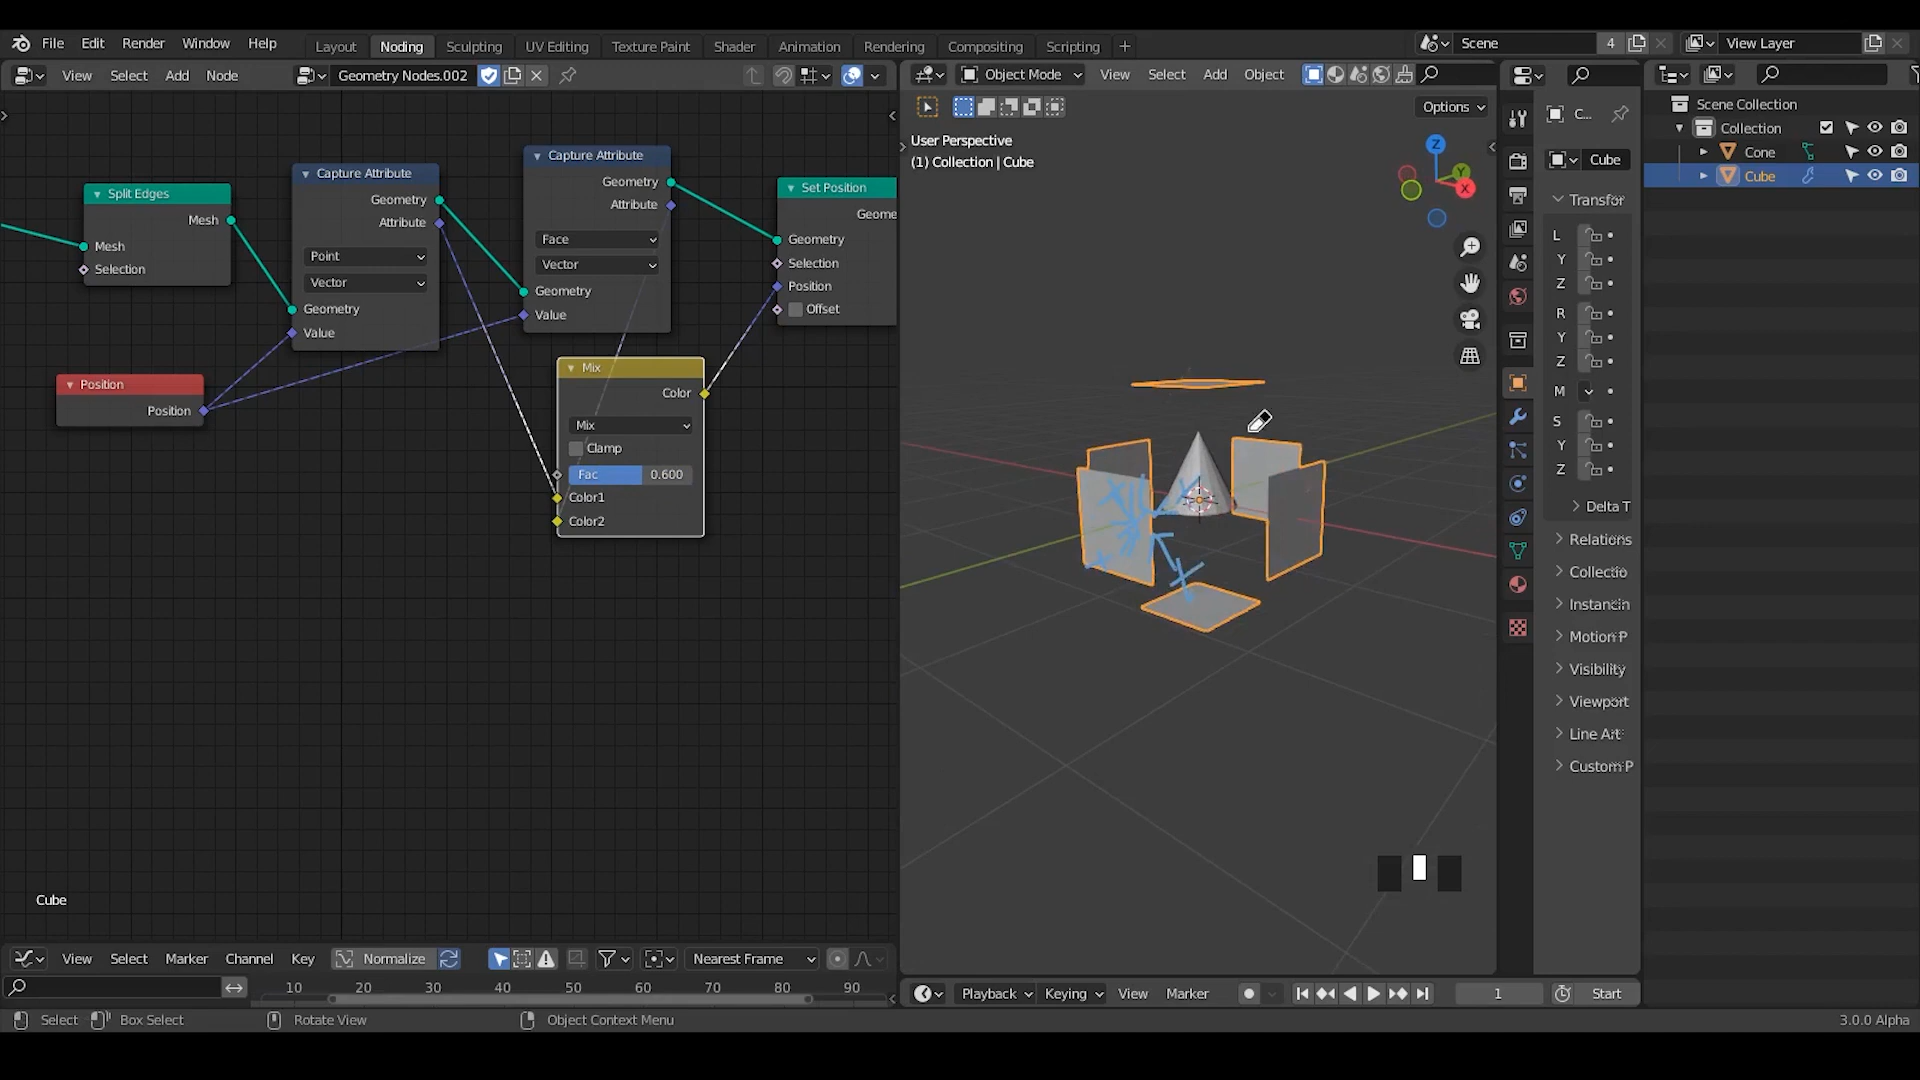 File Edit Render Window Help Layout Noding Sculpting UV Editing Texture Paint Shader Animation Rendering Compositing Scripting + Scene 4 View Layer
View Select Add Node Geometry Nodes.002
Object Mode View Select Add Object
Options
User Perspective
(1) Collection | Cube
Split Edges
Mesh
Mesh
Selection
Capture Attribute
Geometry
Attribute
Point
Vector
Geometry
Value
Capture Attribute
Geometry
Attribute
Face
Vector
Geometry
Value
Set Position
Geome
Geometry
Selection
Position
Offset
Position
Position
Mix
Color
Mix
Clamp
Fac 0.600
Color1
Color2
Cube
Z
Y
X
C...
Cube
Transfor
L
Y
Z
R
Y
Z
M
S
Y
Z
Delta T
Relations
Collectio
Instancin
Motion P
Visibility
Viewport
Line Art
Custom P
Scene Collection
Collection
Cone
Cube
View Select Marker Channel Key Normalize Nearest Frame
10 20 30 40 50 60 70 80 90
Playback Keying View Marker 1 Start
Select Box Select Rotate View Object Context Menu 3.0.0 Alpha